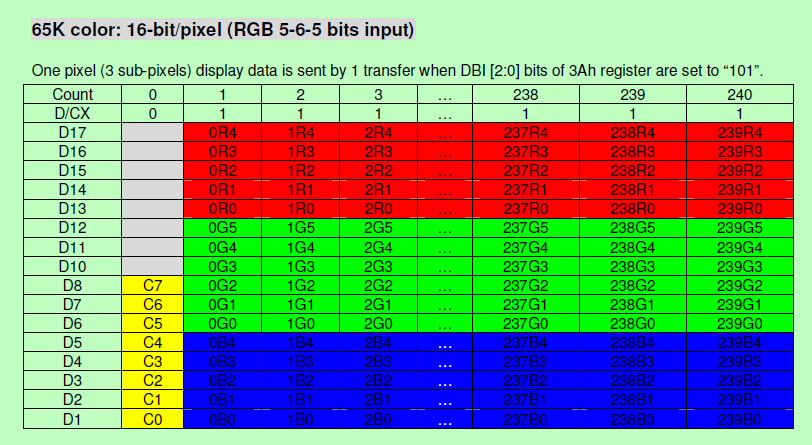 65K color: 16-bit/pixel (RGB 5-6-5 bits input)
One pixel (3 sub-pixels) display data is sent by 1 transfer when DBI [2:0] bits of 3Ah register are set to “101”.
Count 0 1 2 3 ... 238 239 240
D/CX 0 1 1 1 ... 1 1 1
D17 0R4 1R4 2R4 ... 237R4 238R4 239R4
D16 0R3 1R3 2R3 ... 237R3 238R3 239R3
D15 0R2 1R2 2R2 ... 237R2 238R2 239R2
D14 0R1 1R1 2R1 ... 237R1 238R1 239R1
D13 0R0 1R0 2R0 ... 237R0 238R0 239R0
D12 0G5 1G5 2G5 ... 237G5 238G5 239G5
D11 0G4 1G4 2G4 ... 237G4 238G4 239G4
D10 0G3 1G3 2G3 ... 237G3 238G3 239G3
D8 C7 0G2 1G2 2G2 ... 237G2 238G2 239G2
D7 C6 0G1 1G1 2G1 ... 237G1 238G1 239G1
D6 C5 0G0 1G0 2G0 ... 237G0 238G0 239G0
D5 C4 0B4 1B4 2B4 ... 237B4 238B4 239B4
D4 C3 0B3 1B3 2B3 ... 237B3 238B3 239B3
D3 C2 0B2 1B2 2B2 ... 237B2 238B2 239B2
D2 C1 0B1 1B1 2B1 ... 237B1 238B1 239B1
D1 C0 0B0 1B0 2B0 ... 237B0 238B0 239B0